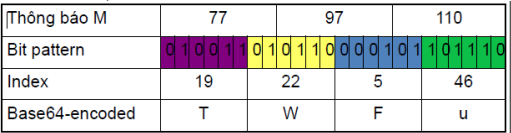 Thông báo M 77 97 110
Bit pattern 0 1 0 0 1 1 0 1 0 1 1 0 0 0 0 1 0 1 1 0 1 1 1 0
Index 19 22 5 46
Base64-encoded T W F u